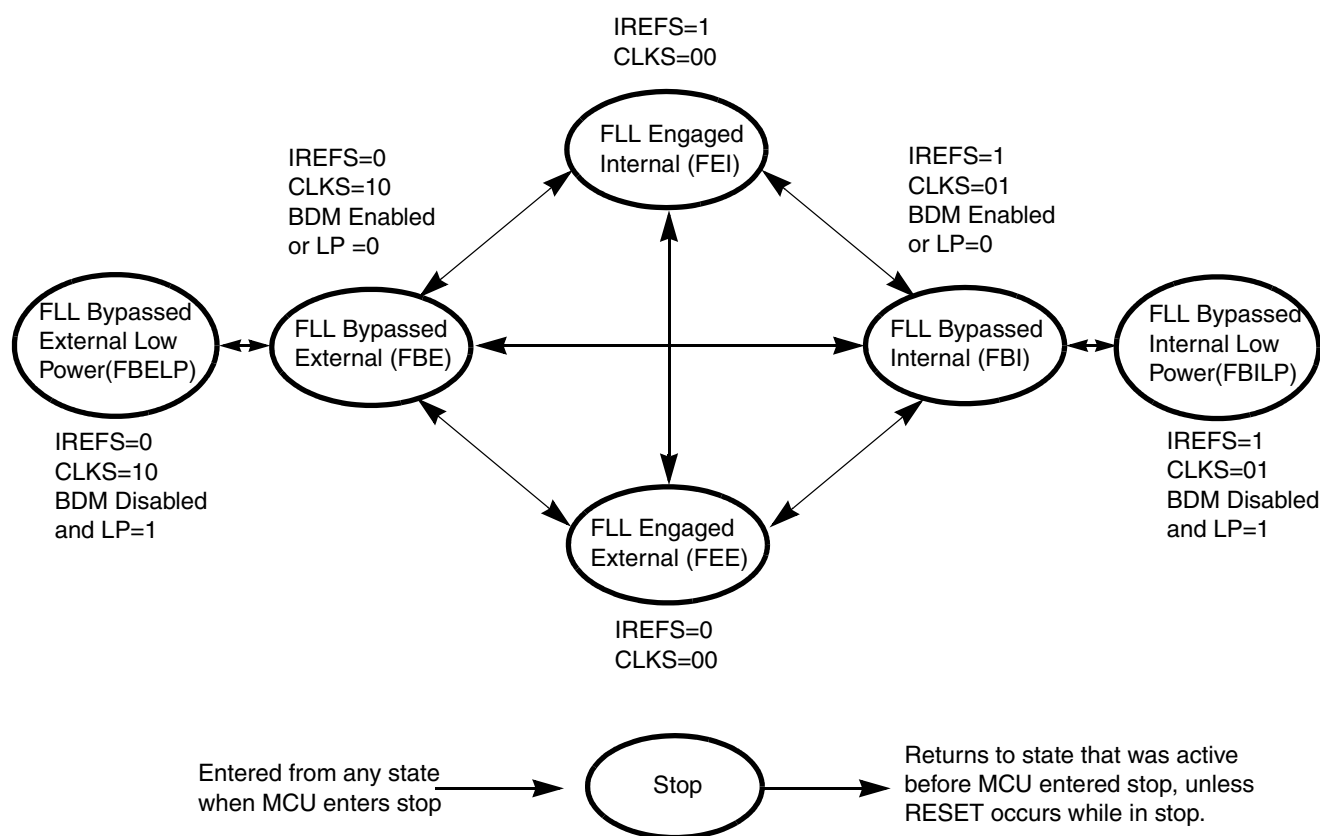 IREFS=1
CLKS=00
FLL Engaged
Internal (FEI)
IREFS=0
CLKS=10
BDM Enabled
or LP =0
IREFS=1
CLKS=01
BDM Enabled
or LP=0
FLL Bypassed
External Low
Power(FBELP)
FLL Bypassed
External (FBE)
FLL Bypassed
Internal (FBI)
FLL Bypassed
Internal Low
Power(FBILP)
IREFS=0
CLKS=10
BDM Disabled
and LP=1
IREFS=1
CLKS=01
BDM Disabled
and LP=1
FLL Engaged
External (FEE)
IREFS=0
CLKS=00
Entered from any state
when MCU enters stop
Stop
Returns to state that was active
before MCU entered stop, unless
RESET occurs while in stop.